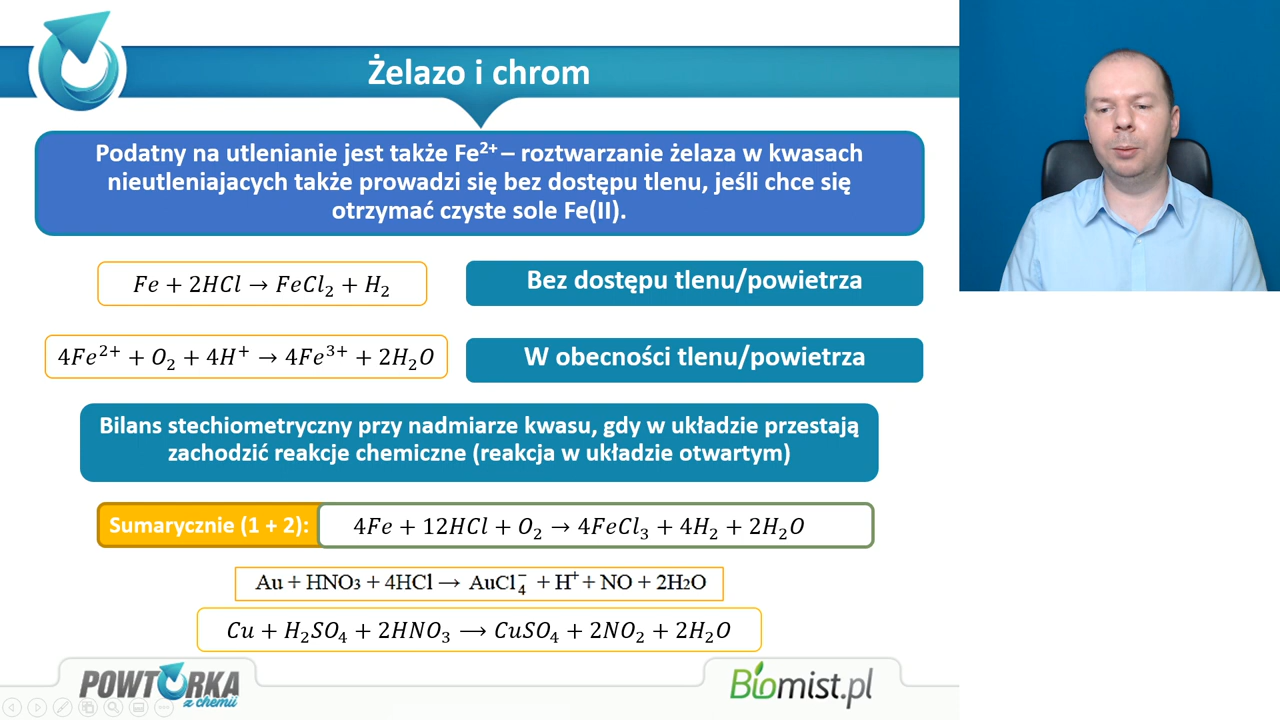 Żelazo i chrom
Podatny na utlenianie jest także Fe²⁺ – roztwarzanie żelaza w kwasach
nieutleniajacych także prowadzi się bez dostępu tlenu, jeśli chce się
otrzymać czyste sole Fe(II).
Fe + 2HCl → FeCl₂ + H₂
Bez dostępu tlenu/powietrza
4Fe²⁺ + O₂ + 4H⁺ → 4Fe³⁺ + 2H₂O
W obecności tlenu/powietrza
Bilans stechiometryczny przy nadmiarze kwasu, gdy w układzie przestają
zachodzić reakcje chemiczne (reakcja w układzie otwartym)
Sumarycznie (1 + 2): 4Fe + 12HCl + O₂ → 4FeCl₃ + 4H₂ + 2H₂O
Au + HNO₃ + 4HCl → AuCl₄⁻ + H⁺ + NO + 2H₂O
Cu + H₂SO₄ + 2HNO₃ → CuSO₄ + 2NO₂ + 2H₂O
POWTÓRKA
z chemii
Biomist.pl